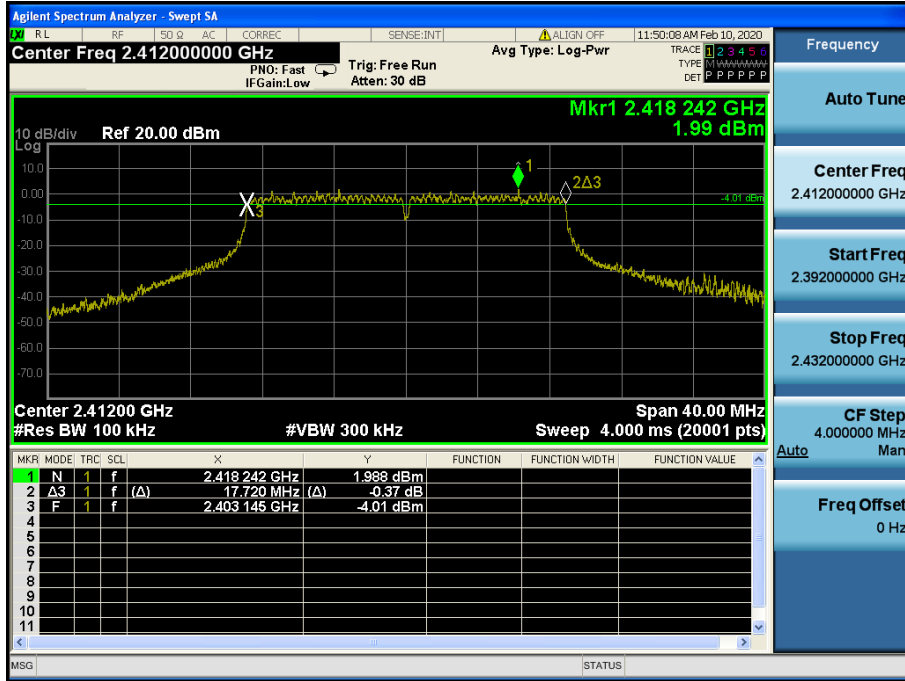 Agilent Spectrum Analyzer - Swept SA
LXI RL RF 50 Ω AC CORREC SENSE:INT ALIGN OFF 11:50:08 AM Feb 10, 2020
Center Freq 2.412000000 GHz
PNO: Fast
IFGain:Low
Trig: Free Run
Atten: 30 dB
Avg Type: Log-Pwr
TRACE 1 2 3 4 5 6
TYPE M WWWWW
DET P P P P P P
Mkr1 2.418 242 GHz
1.99 dBm
10 dB/div Ref 20.00 dBm
Log
10.0
0.00
-10.0
-20.0
-30.0
-40.0
-50.0
-60.0
-70.0
1
2Δ3
3
-4.01 dBm
Center 2.41200 GHz Span 40.00 MHz
#Res BW 100 kHz #VBW 300 kHz Sweep 4.000 ms (20001 pts)
MKR MODE TRC SCL X Y FUNCTION FUNCTION WIDTH FUNCTION VALUE
1 N 1 f 2.418 242 GHz 1.988 dBm
2 Δ3 1 f (Δ) 17.720 MHz (Δ) -0.37 dB
3 F 1 f 2.403 145 GHz -4.01 dBm
4
5
6
7
8
9
10
11
MSG STATUS
Frequency
Auto Tune
Center Freq
2.412000000 GHz
Start Freq
2.392000000 GHz
Stop Freq
2.432000000 GHz
CF Step
4.000000 MHz
Auto Man
Freq Offset
0 Hz